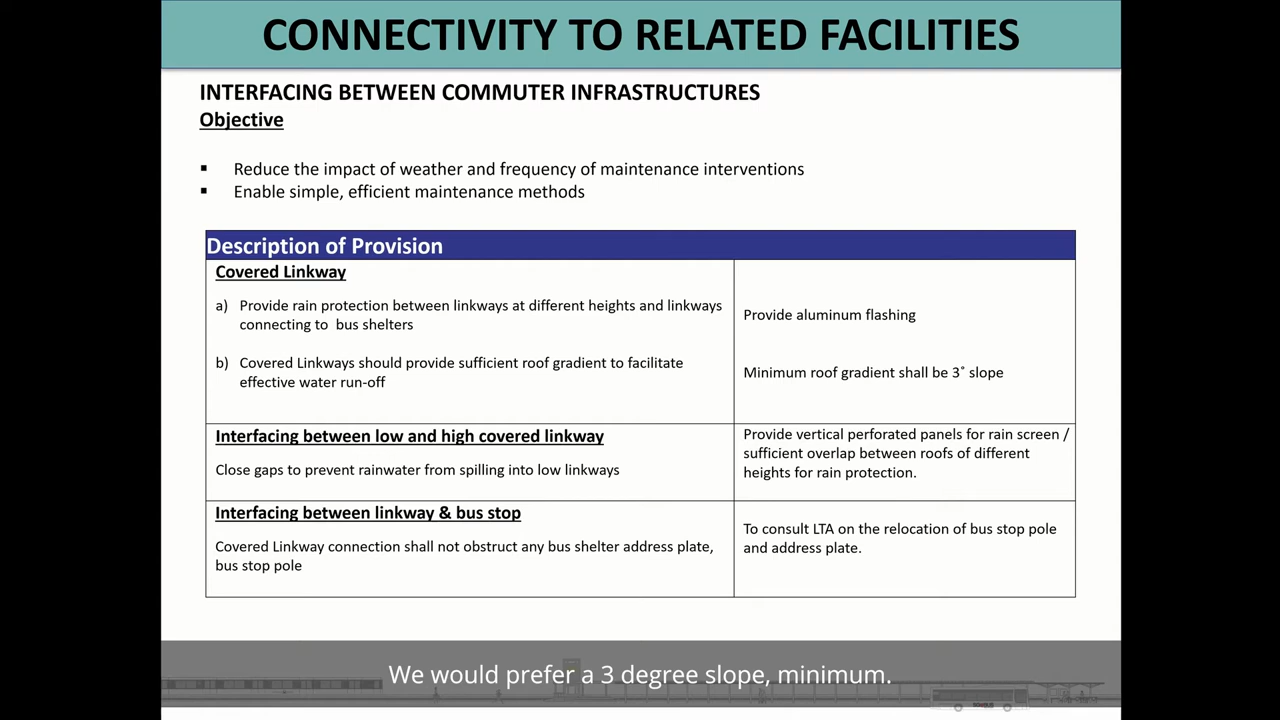 CONNECTIVITY TO RELATED FACILITIES
INTERFACING BETWEEN COMMUTER INFRASTRUCTURES
Objective
▪ Reduce the impact of weather and frequency of maintenance interventions
▪ Enable simple, efficient maintenance methods
Description of Provision
Covered Linkway
a) Provide rain protection between linkways at different heights and linkways
connecting to bus shelters
Provide aluminum flashing
b) Covered Linkways should provide sufficient roof gradient to facilitate
effective water run-off
Minimum roof gradient shall be 3˚ slope
Interfacing between low and high covered linkway
Close gaps to prevent rainwater from spilling into low linkways
Provide vertical perforated panels for rain screen /
sufficient overlap between roofs of different
heights for rain protection.
Interfacing between linkway & bus stop
Covered Linkway connection shall not obstruct any bus shelter address plate,
bus stop pole
To consult LTA on the relocation of bus stop pole
and address plate.
We would prefer a 3 degree slope, minimum.